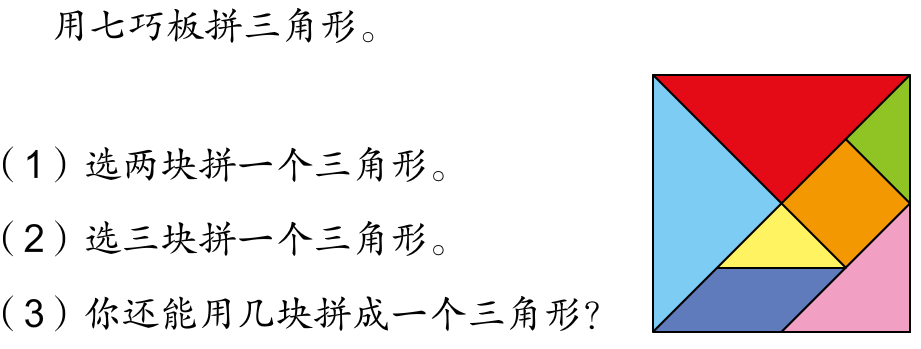 用七巧板拼三角形。
（1）选两块拼一个三角形。
（2）选三块拼一个三角形。
（3）你还能用几块拼成一个三角形？